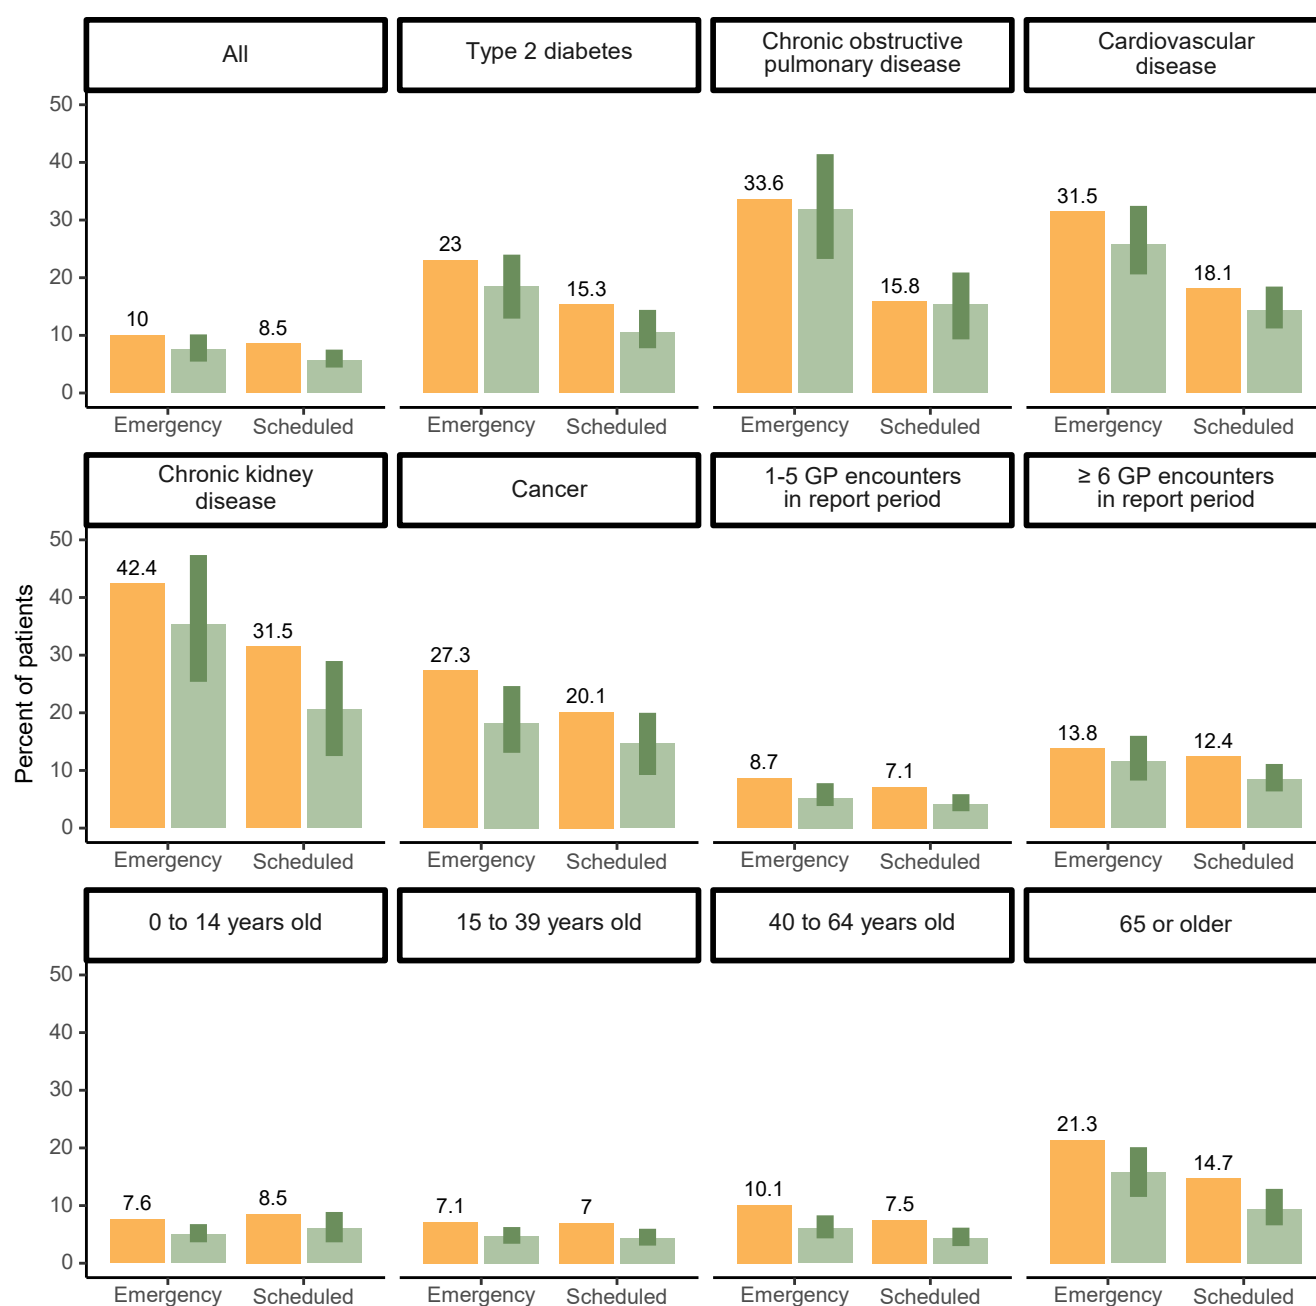 All
Type 2 diabetes
Chronic obstructive
pulmonary disease
Cardiovascular
disease
50
40
30
20
10
0
10
8.5
23
15.3
33.6
15.8
31.5
18.1
Emergency Scheduled
Emergency Scheduled
Emergency Scheduled
Emergency Scheduled
Percent of patients
Chronic kidney
disease
Cancer
1-5 GP encounters
in report period
≥ 6 GP encounters
in report period
50
40
30
20
10
0
42.4
31.5
27.3
20.1
8.7
7.1
13.8
12.4
Emergency Scheduled
Emergency Scheduled
Emergency Scheduled
Emergency Scheduled
0 to 14 years old
15 to 39 years old
40 to 64 years old
65 or older
50
40
30
20
10
0
7.6
8.5
7.1
7
10.1
7.5
21.3
14.7
Emergency Scheduled
Emergency Scheduled
Emergency Scheduled
Emergency Scheduled